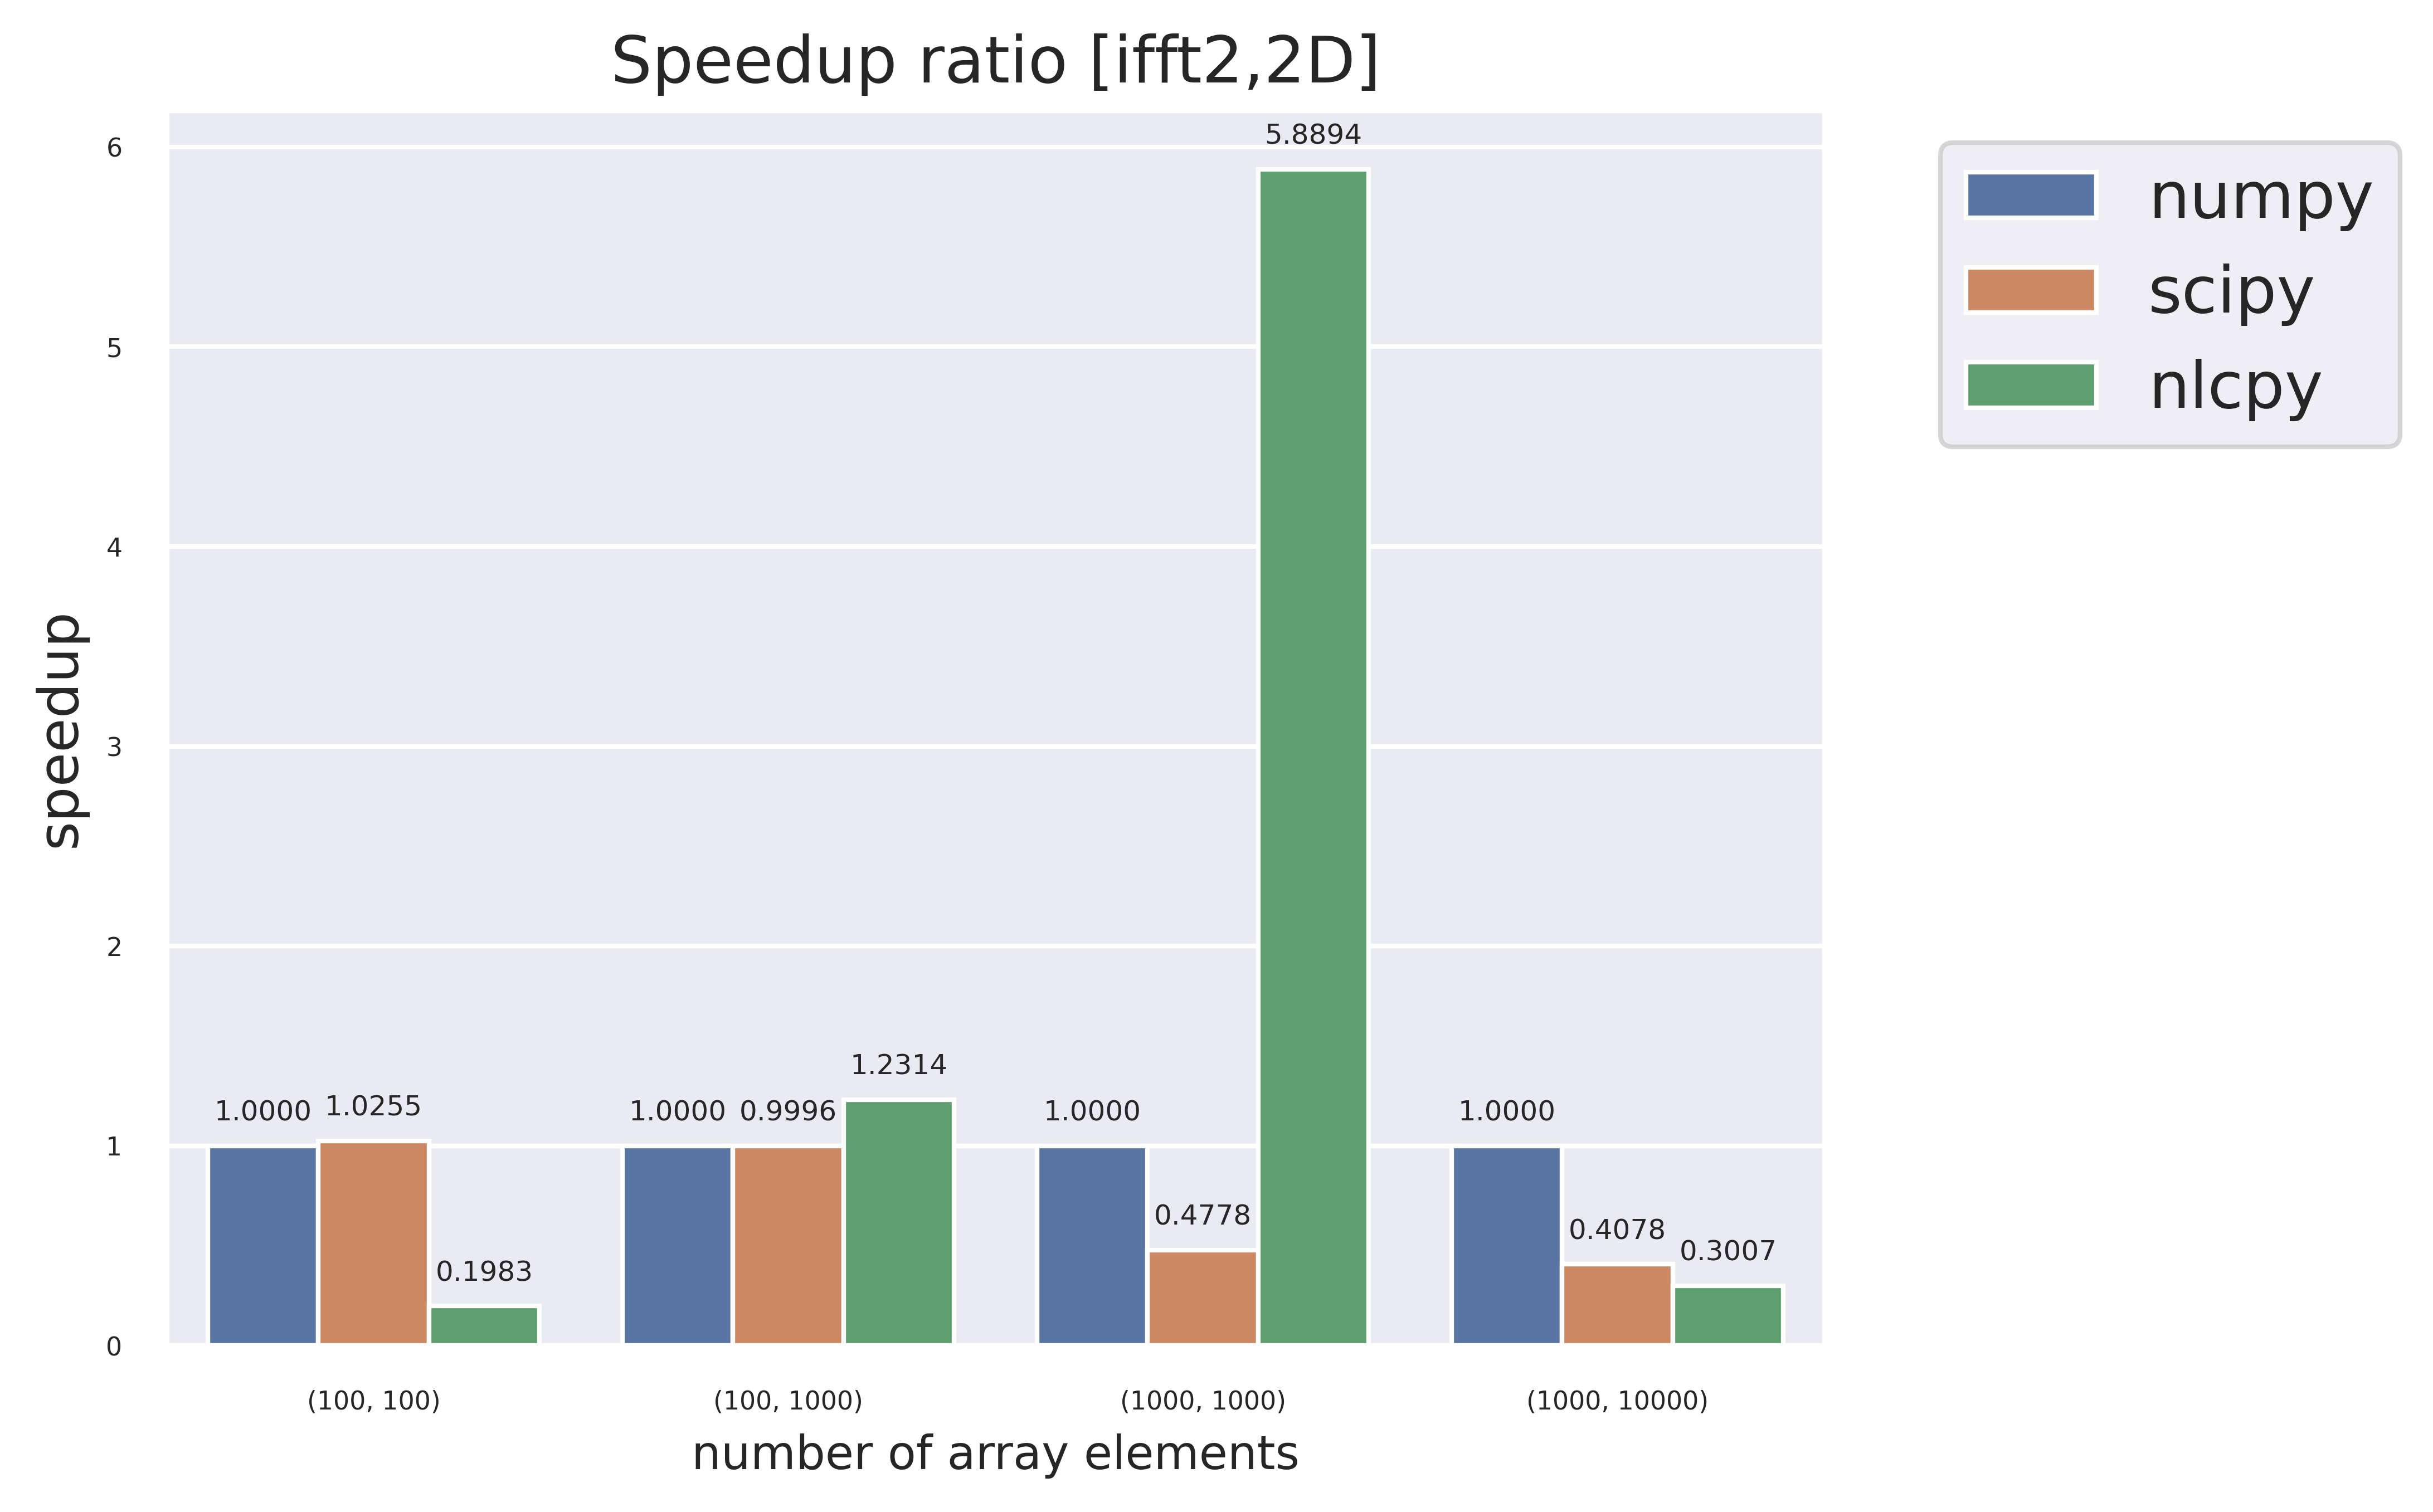 Speedup ratio [ifft2,2D]
numpy
scipy
nlcpy
speedup
6
5
4
3
2
1
0
1.0000 1.0255 0.1983
1.0000 0.9996 1.2314
1.0000 0.4778 5.8894
1.0000 0.4078 0.3007
(100, 100) (100, 1000) (1000, 1000) (1000, 10000)
number of array elements